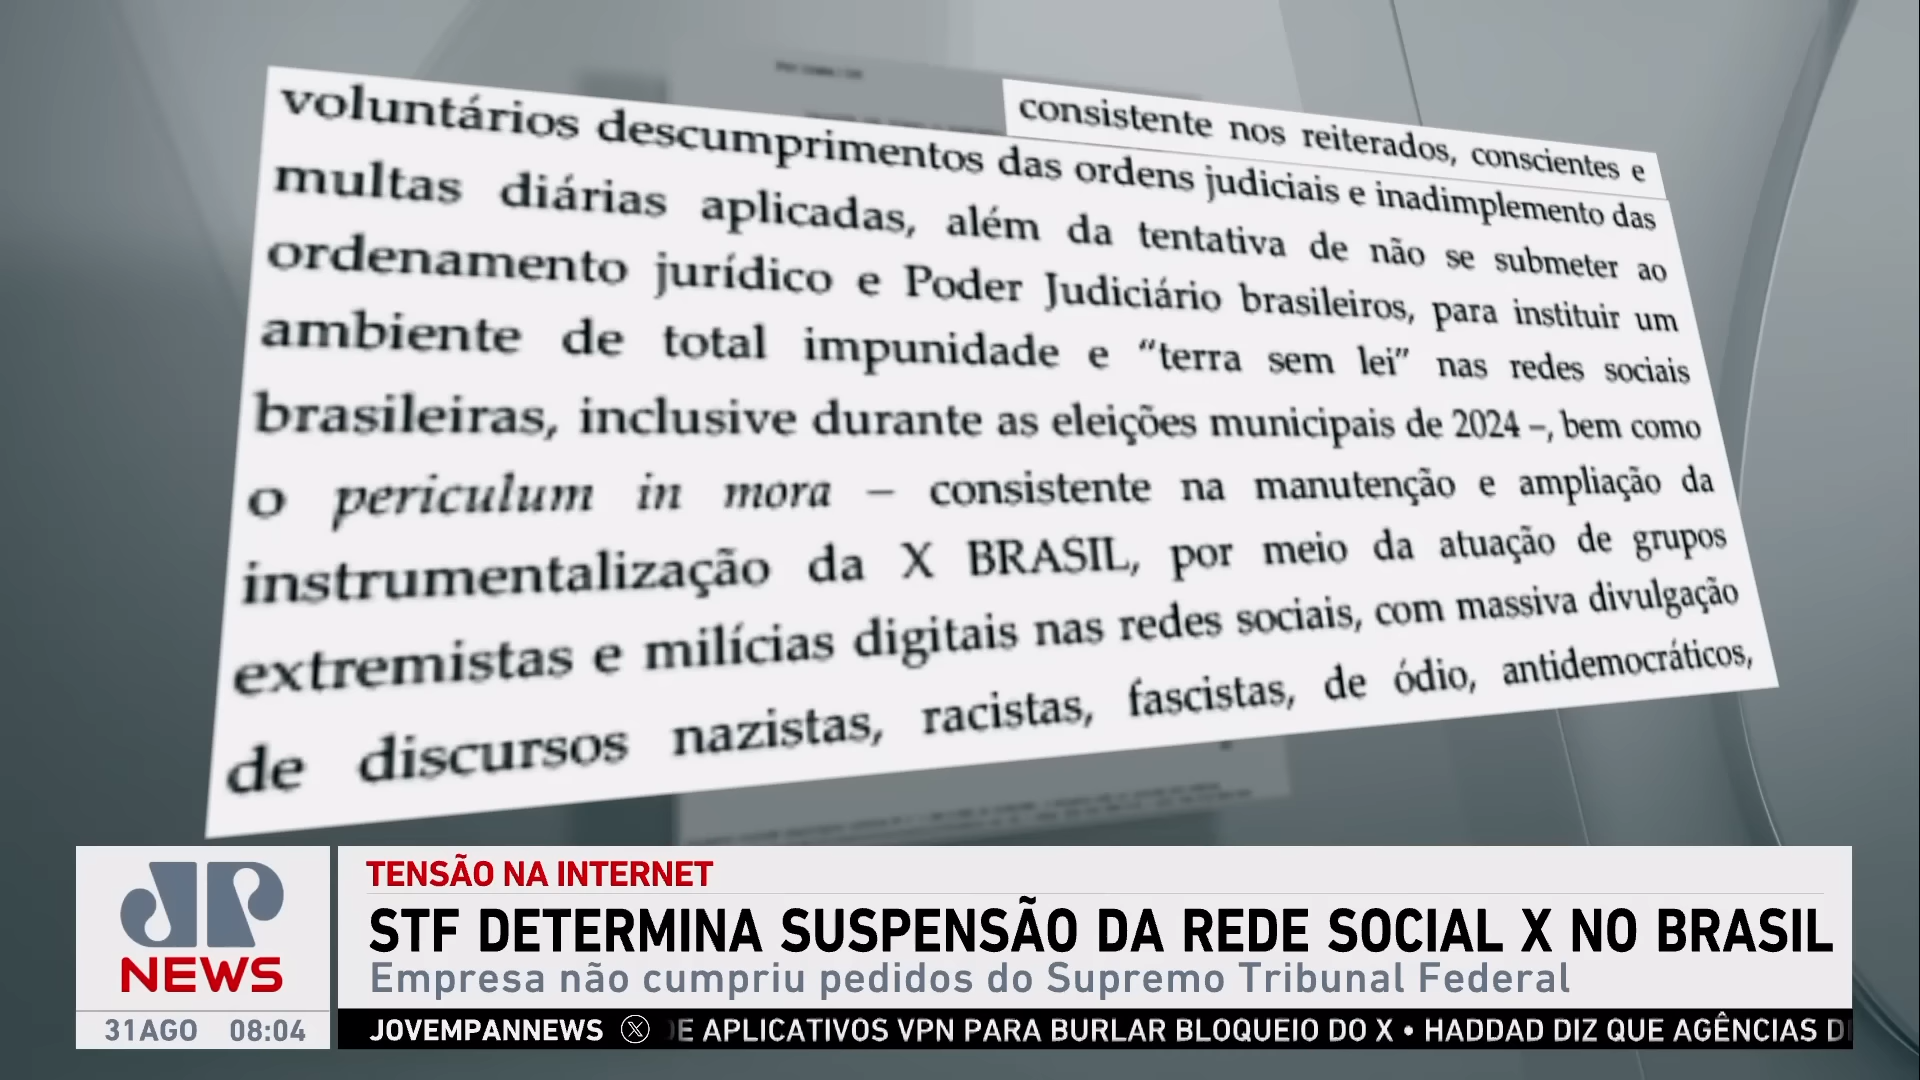 consistente nos reiterados, conscientes e
voluntários descumprimentos das ordens judiciais e inadimplemento das
multas diárias aplicadas, além da tentativa de não se submeter ao
ordenamento jurídico e Poder Judiciário brasileiros, para instituir um
ambiente de total impunidade e “terra sem lei” nas redes sociais
brasileiras, inclusive durante as eleições municipais de 2024 –, bem como
o periculum in mora – consistente na manutenção e ampliação da
instrumentalização da X BRASIL, por meio da atuação de grupos
extremistas e milícias digitais nas redes sociais, com massiva divulgação
de discursos nazistas, racistas, fascistas, de ódio, antidemocráticos,
JP
NEWS
TENSÃO NA INTERNET
STF DETERMINA SUSPENSÃO DA REDE SOCIAL X NO BRASIL
Empresa não cumpriu pedidos do Supremo Tribunal Federal
31AGO 08:04
JOVEMPANNEWS X DE APLICATIVOS VPN PARA BURLAR BLOQUEIO DO X • HADDAD DIZ QUE AGÊNCIAS D